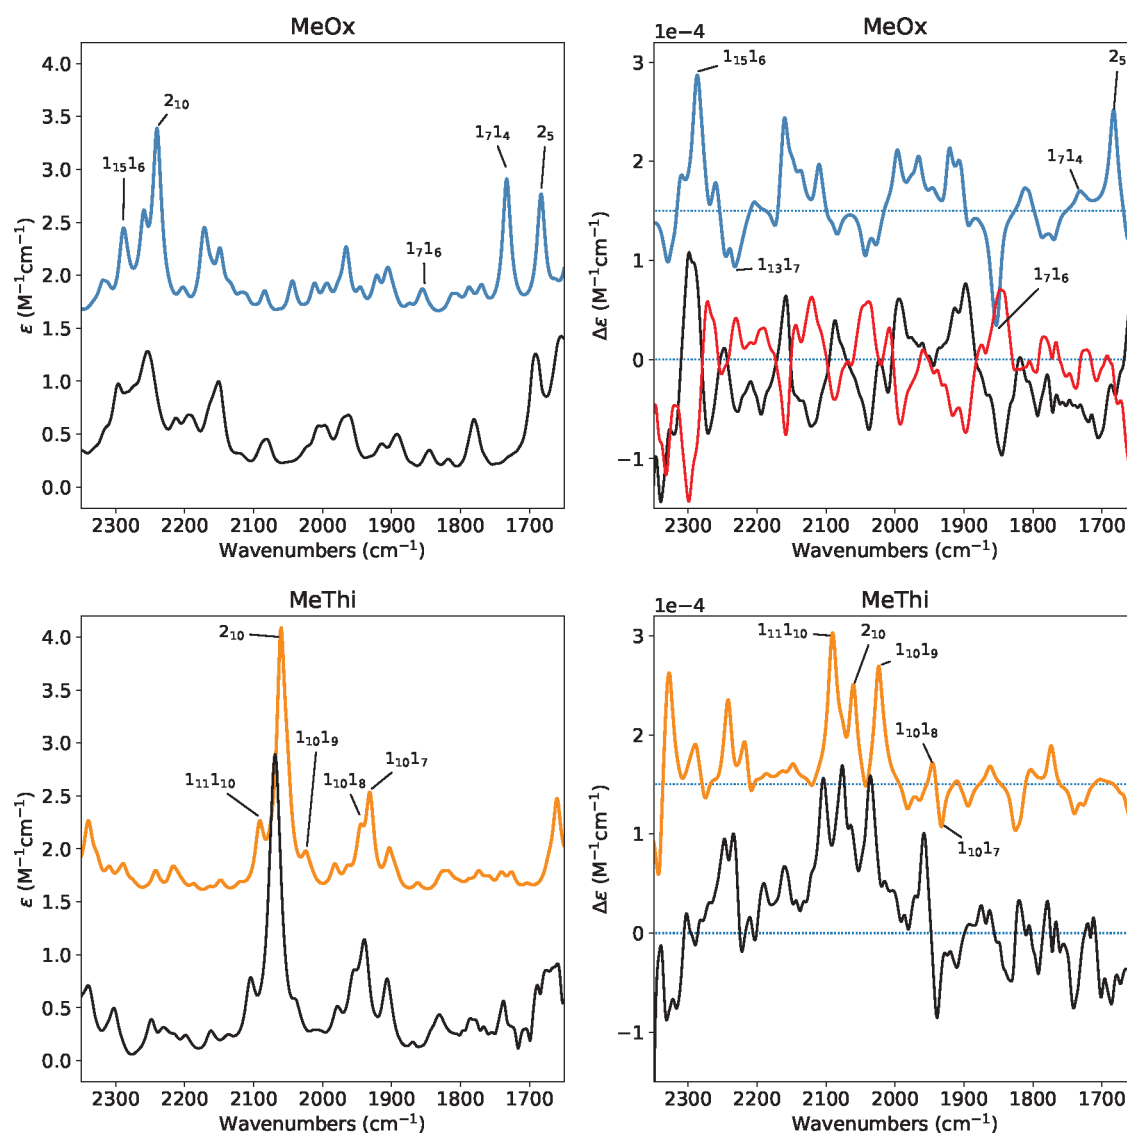 MeOx
4.0
3.5
3.0
2.5
2.0
1.5
1.0
0.5
0.0
ε (M⁻¹cm⁻¹)
1₁₅1₆
2₁₀
1₇1₆
1₇1₄
2₅
2300 2200 2100 2000 1900 1800 1700
Wavenumbers (cm⁻¹)
MeOx
1e−4
3
2
1
0
−1
Δε (M⁻¹cm⁻¹)
1₁₅1₆
2₅
1₇1₄
1₁₃1₇
1₇1₆
2300 2200 2100 2000 1900 1800 1700
Wavenumbers (cm⁻¹)
MeThi
4.0
3.5
3.0
2.5
2.0
1.5
1.0
0.5
0.0
ε (M⁻¹cm⁻¹)
2₁₀
1₁₀1₉
1₁₁1₁₀
1₁₀1₈
1₁₀1₇
2300 2200 2100 2000 1900 1800 1700
Wavenumbers (cm⁻¹)
MeThi
1e−4
3
2
1
0
−1
Δε (M⁻¹cm⁻¹)
1₁₁1₁₀
2₁₀
1₁₀1₉
1₁₀1₈
1₁₀1₇
2300 2200 2100 2000 1900 1800 1700
Wavenumbers (cm⁻¹)